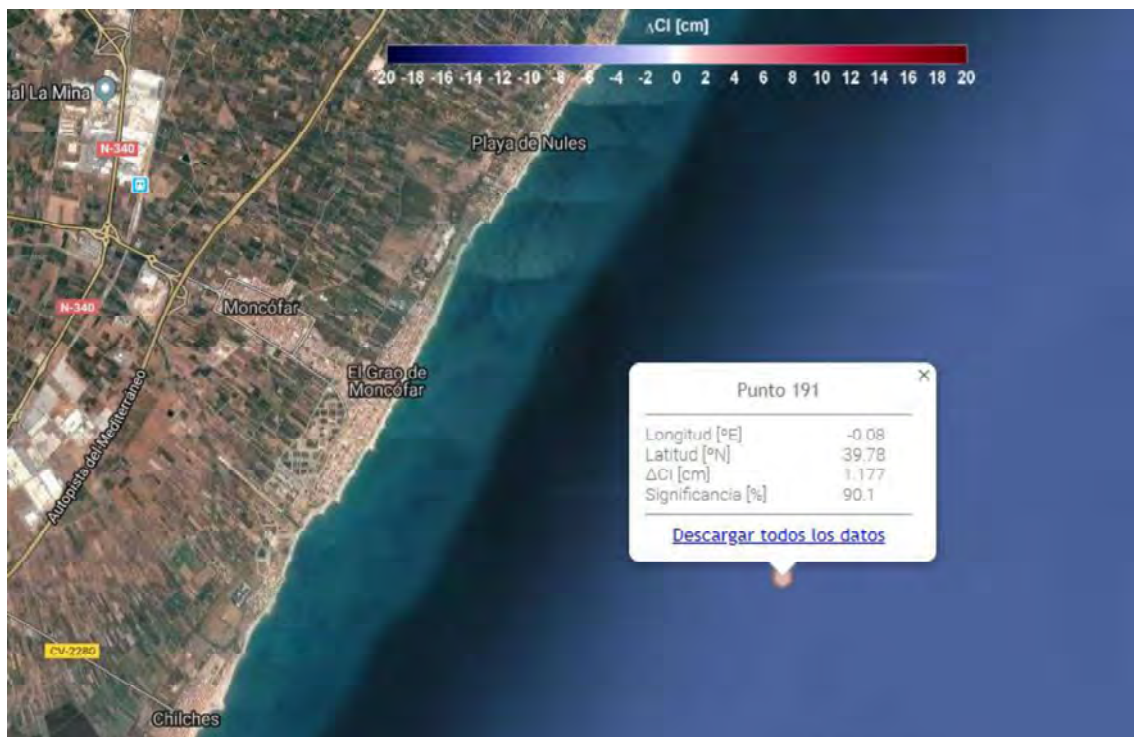 ΔCI [cm]
-20 -18 -16 -14 -12 -10 -8 -6 -4 -2 0 2 4 6 8 10 12 14 16 18 20
ial La Mina
Playa de Nules
N-340
Moncófar
N-340
El Grao de
Moncófar
Autopista del Mediterráneo
Punto 191
Longitud [ºE] -0.08
Latitud [ºN] 39.78
ΔCI [cm] 1.177
Significancia [%] 90.1
Descargar todos los datos
CV-2280
Chilches